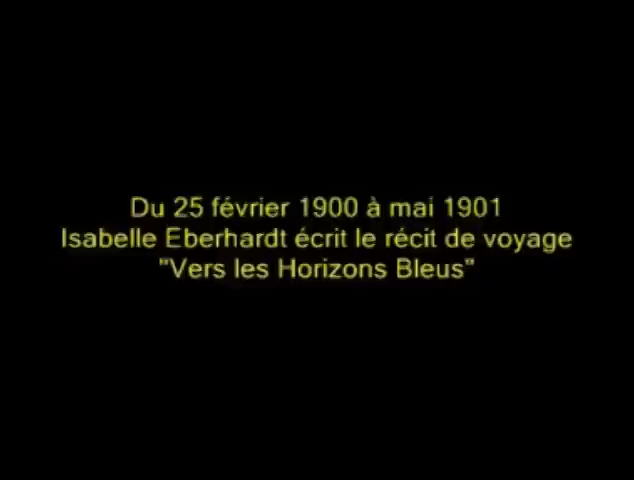 Du 25 février 1900 à mai 1901
Isabelle Eberhardt écrit le récit de voyage
"Vers les Horizons Bleus"